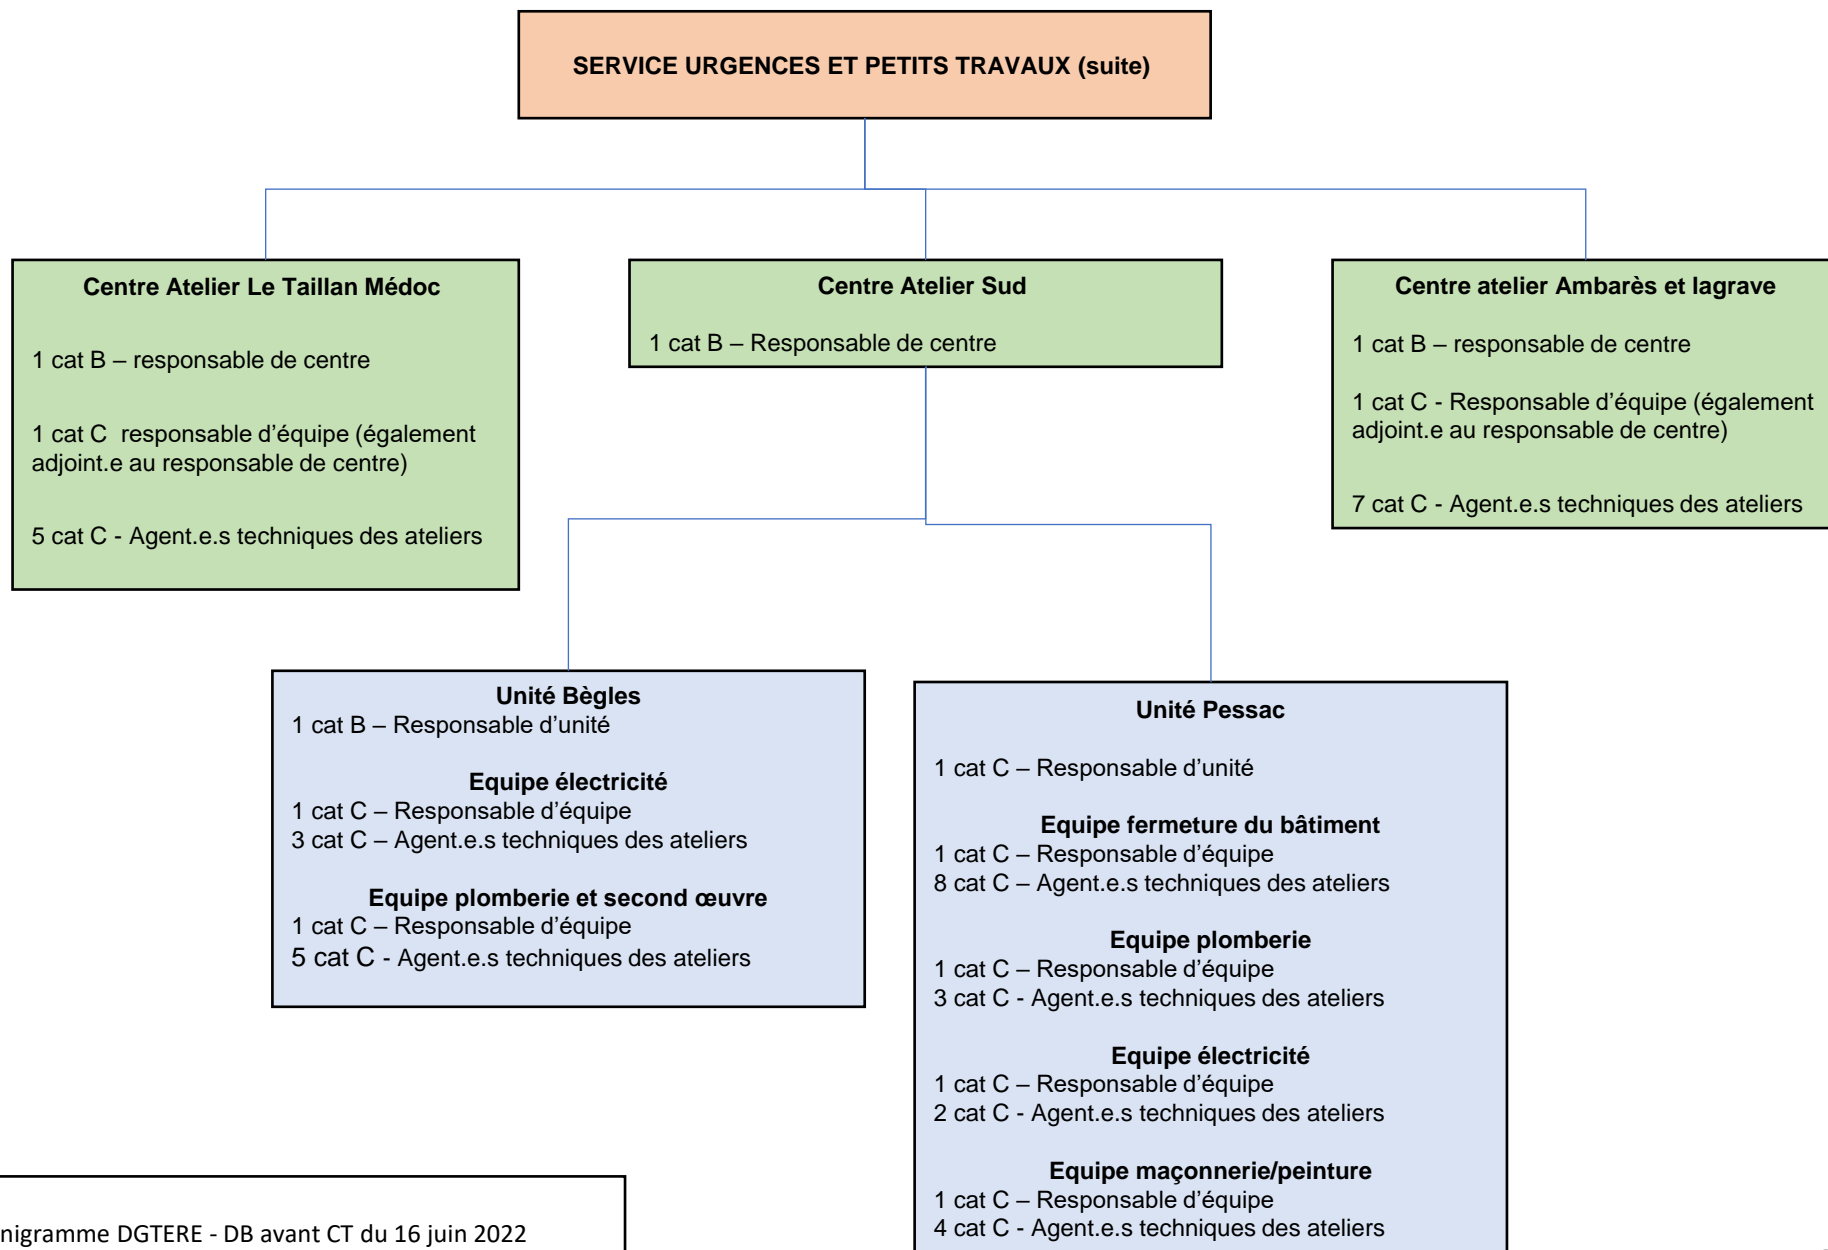 SERVICE URGENCES ET PETITS TRAVAUX (suite)
Centre Atelier Le Taillan Médoc
1 cat B – responsable de centre
1 cat C  responsable d’équipe (également
adjoint.e au responsable de centre)
5 cat C - Agent.e.s techniques des ateliers
Centre Atelier Sud
1 cat B – Responsable de centre
Centre atelier Ambarès et lagrave
1 cat B – responsable de centre
1 cat C - Responsable d’équipe (également
adjoint.e au responsable de centre)
7 cat C - Agent.e.s techniques des ateliers
Unité Bègles
1 cat B – Responsable d’unité
Equipe électricité
1 cat C – Responsable d’équipe
3 cat C – Agent.e.s techniques des ateliers
Equipe plomberie et second œuvre
1 cat C – Responsable d’équipe
5 cat C - Agent.e.s techniques des ateliers
Unité Pessac
1 cat C – Responsable d’unité
Equipe fermeture du bâtiment
1 cat C – Responsable d’équipe
8 cat C – Agent.e.s techniques des ateliers
Equipe plomberie
1 cat C – Responsable d’équipe
3 cat C - Agent.e.s techniques des ateliers
Equipe électricité
1 cat C – Responsable d’équipe
2 cat C - Agent.e.s techniques des ateliers
Equipe maçonnerie/peinture
1 cat C – Responsable d’équipe
4 cat C - Agent.e.s techniques des ateliers
nigramme DGTERE - DB avant CT du 16 juin 2022